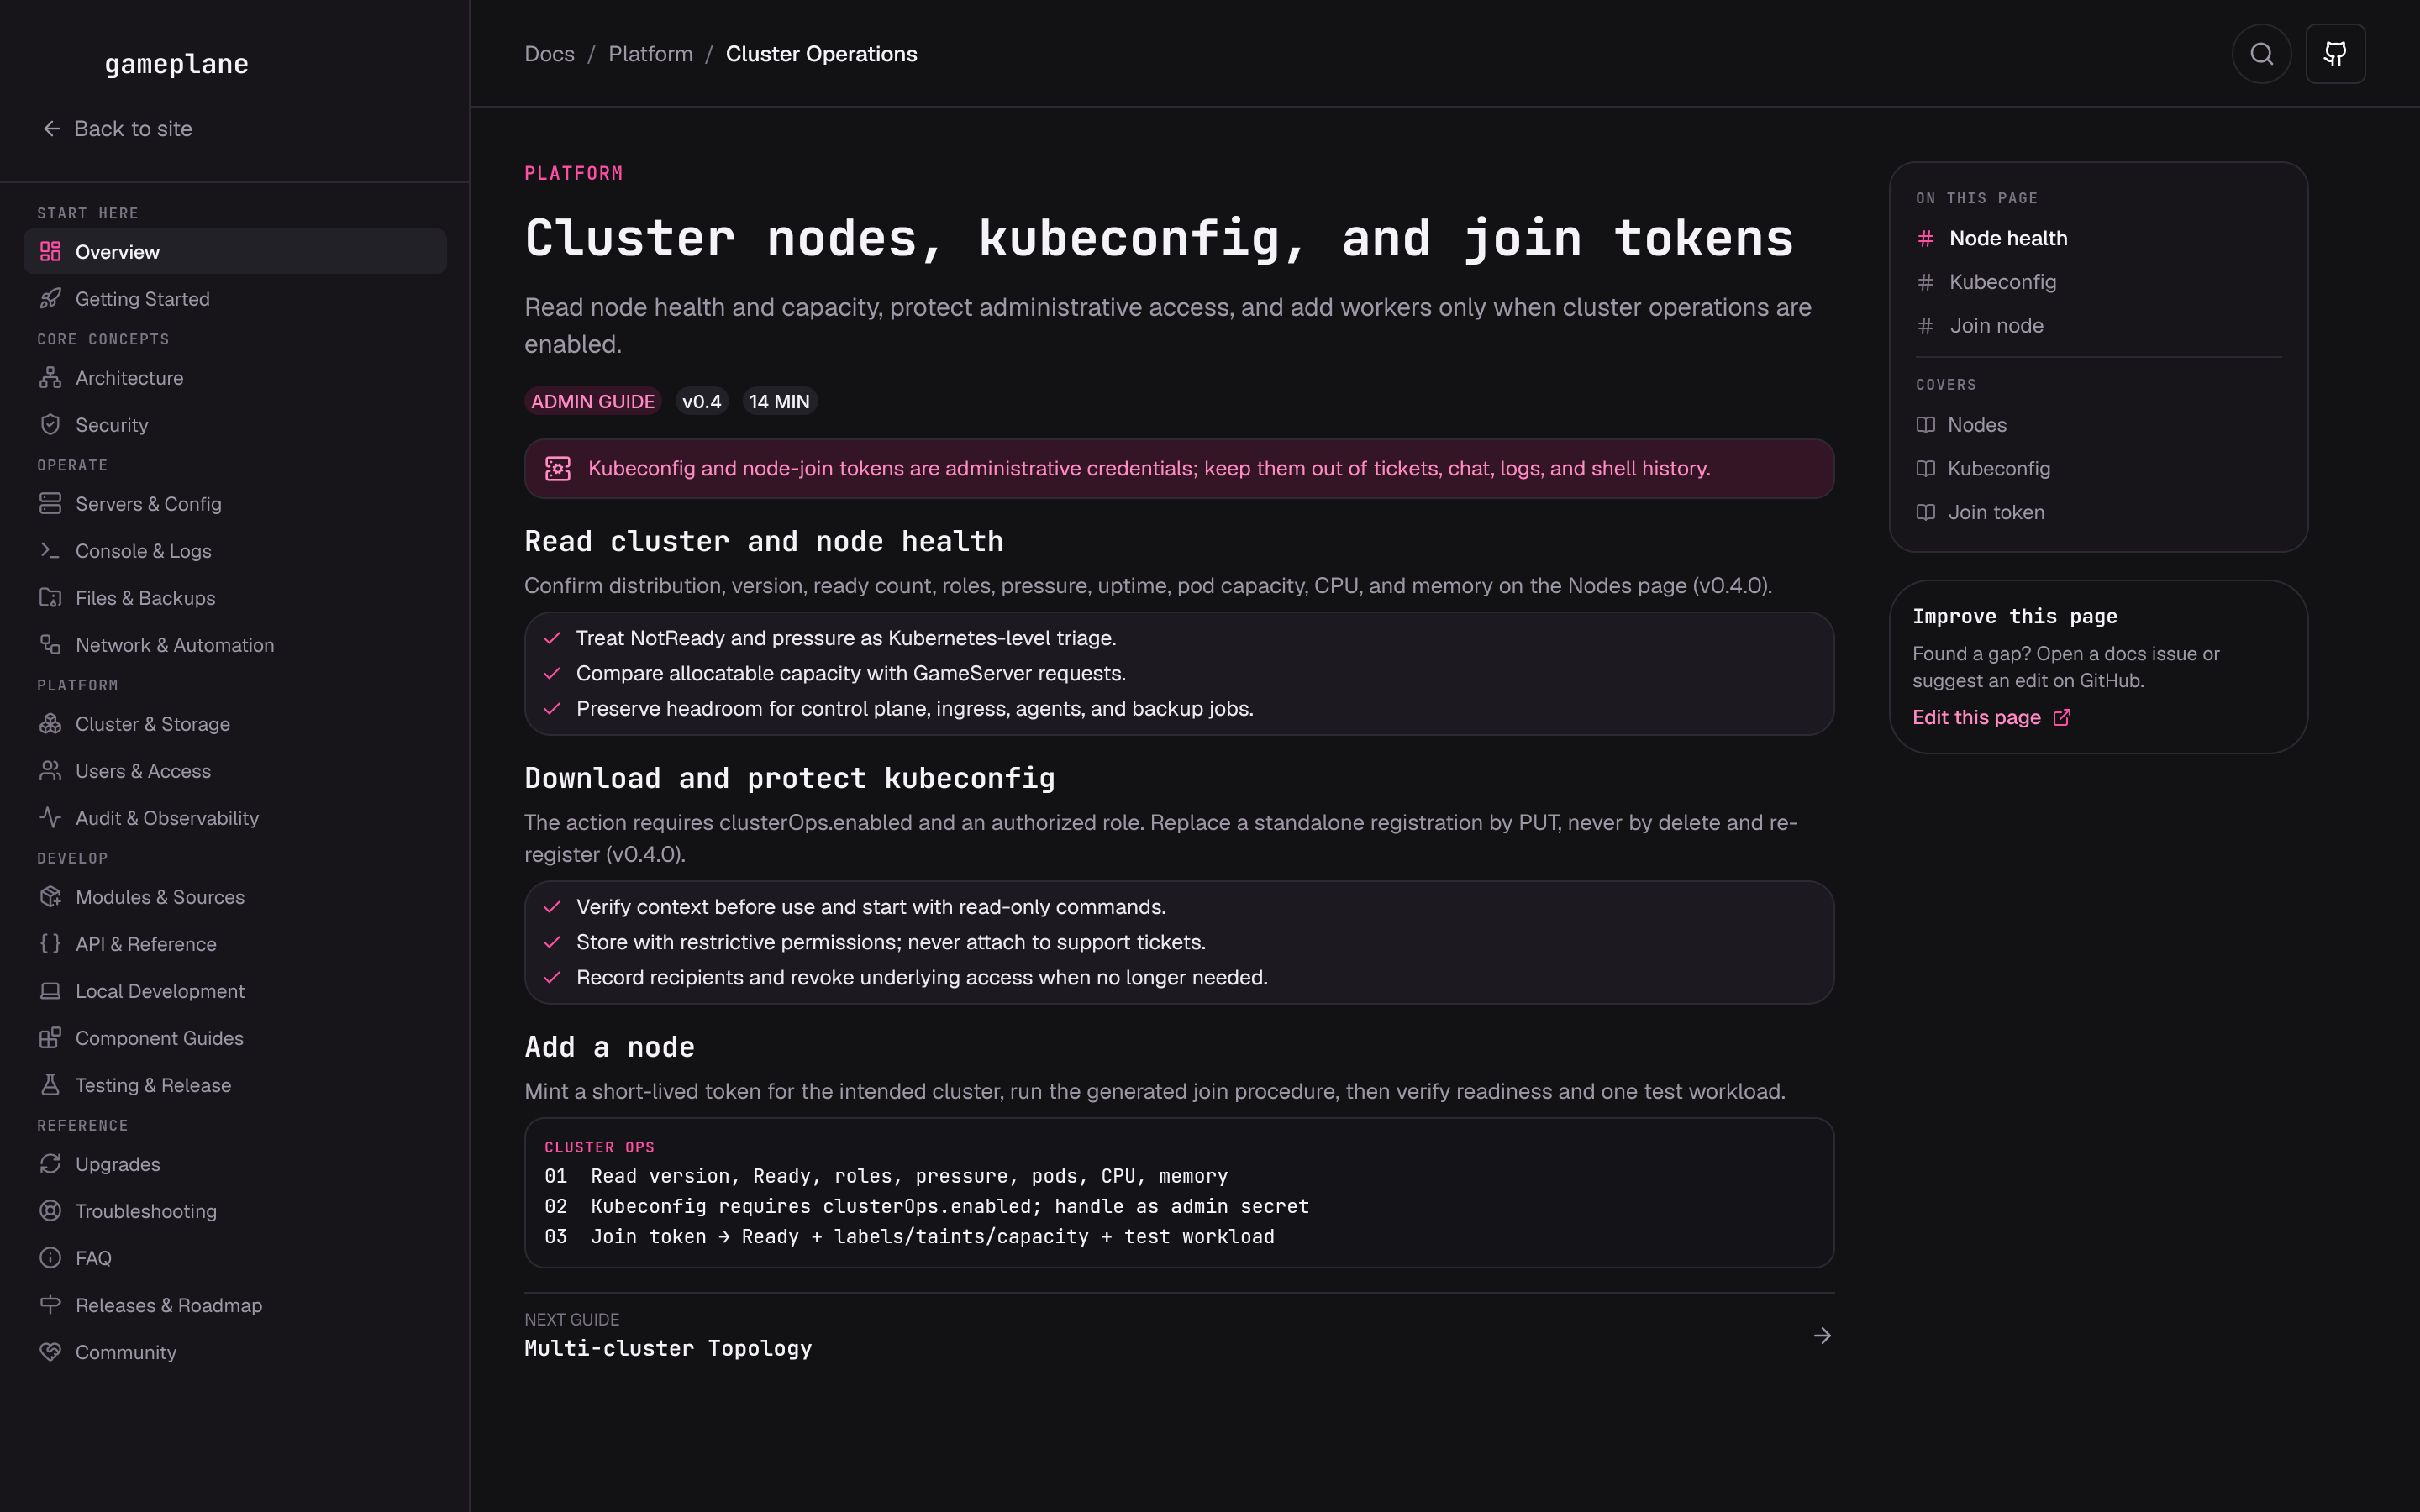 gameplane
Back to site
START HERE
Overview
Getting Started
CORE CONCEPTS
Architecture
Security
OPERATE
Servers & Config
Console & Logs
Files & Backups
Network & Automation
PLATFORM
Cluster & Storage
Users & Access
Audit & Observability
DEVELOP
Modules & Sources
API & Reference
Local Development
Component Guides
Testing & Release
REFERENCE
Upgrades
Troubleshooting
FAQ
Releases & Roadmap
Community
Docs / Platform / Cluster Operations
PLATFORM
Cluster nodes, kubeconfig, and join tokens
Read node health and capacity, protect administrative access, and add workers only when cluster operations are
enabled.
ADMIN GUIDE v0.4 14 MIN
Kubeconfig and node-join tokens are administrative credentials; keep them out of tickets, chat, logs, and shell history.
Read cluster and node health
Confirm distribution, version, ready count, roles, pressure, uptime, pod capacity, CPU, and memory on the Nodes page (v0.4.0).
Treat NotReady and pressure as Kubernetes-level triage.
Compare allocatable capacity with GameServer requests.
Preserve headroom for control plane, ingress, agents, and backup jobs.
Download and protect kubeconfig
The action requires clusterOps.enabled and an authorized role. Replace a standalone registration by PUT, never by delete and re-
register (v0.4.0).
Verify context before use and start with read-only commands.
Store with restrictive permissions; never attach to support tickets.
Record recipients and revoke underlying access when no longer needed.
Add a node
Mint a short-lived token for the intended cluster, run the generated join procedure, then verify readiness and one test workload.
CLUSTER OPS
01 Read version, Ready, roles, pressure, pods, CPU, memory
02 Kubeconfig requires clusterOps.enabled; handle as admin secret
03 Join token → Ready + labels/taints/capacity + test workload
NEXT GUIDE
Multi-cluster Topology
ON THIS PAGE
# Node health
# Kubeconfig
# Join node
COVERS
Nodes
Kubeconfig
Join token
Improve this page
Found a gap? Open a docs issue or
suggest an edit on GitHub.
Edit this page